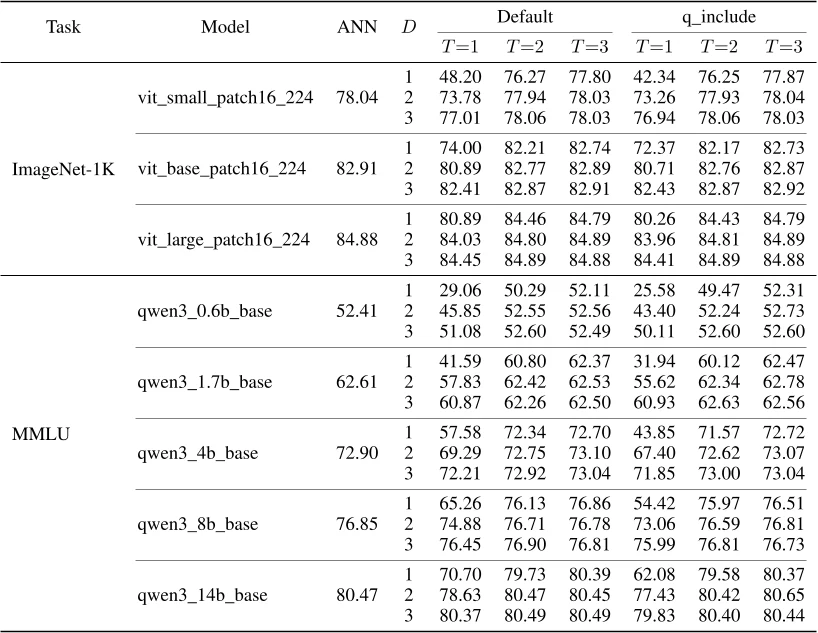 Task Model ANN D Default q_include
T=1 T=2 T=3 T=1 T=2 T=3
1 48.20 76.27 77.80 42.34 76.25 77.87
vit_small_patch16_224 78.04 2 73.78 77.94 78.03 73.26 77.93 78.04
3 77.01 78.06 78.03 76.94 78.06 78.03
1 74.00 82.21 82.74 72.37 82.17 82.73
ImageNet-1K vit_base_patch16_224 82.91 2 80.89 82.77 82.89 80.71 82.76 82.87
3 82.41 82.87 82.91 82.43 82.87 82.92
1 80.89 84.46 84.79 80.26 84.43 84.79
vit_large_patch16_224 84.88 2 84.03 84.80 84.89 83.96 84.81 84.89
3 84.45 84.89 84.88 84.41 84.89 84.88
1 29.06 50.29 52.11 25.58 49.47 52.31
qwen3_0.6b_base 52.41 2 45.85 52.55 52.56 43.40 52.24 52.73
3 51.08 52.60 52.49 50.11 52.60 52.60
1 41.59 60.80 62.37 31.94 60.12 62.47
qwen3_1.7b_base 62.61 2 57.83 62.42 62.53 55.62 62.34 62.78
3 60.87 62.26 62.50 60.93 62.63 62.56
1 57.58 72.34 72.70 43.85 71.57 72.72
MMLU qwen3_4b_base 72.90 2 69.29 72.75 73.10 67.40 72.62 73.07
3 72.21 72.92 73.04 71.85 73.00 73.04
1 65.26 76.13 76.86 54.42 75.97 76.51
qwen3_8b_base 76.85 2 74.88 76.71 76.78 73.06 76.59 76.81
3 76.45 76.90 76.81 75.99 76.81 76.73
1 70.70 79.73 80.39 62.08 79.58 80.37
qwen3_14b_base 80.47 2 78.63 80.47 80.45 77.43 80.42 80.65
3 80.37 80.49 80.49 79.83 80.40 80.44